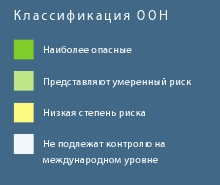 Классификация ООН
Наиболее опасные
Представляют умеренный риск
Низкая степень риска
Не подлежат контролю на
международном уровне